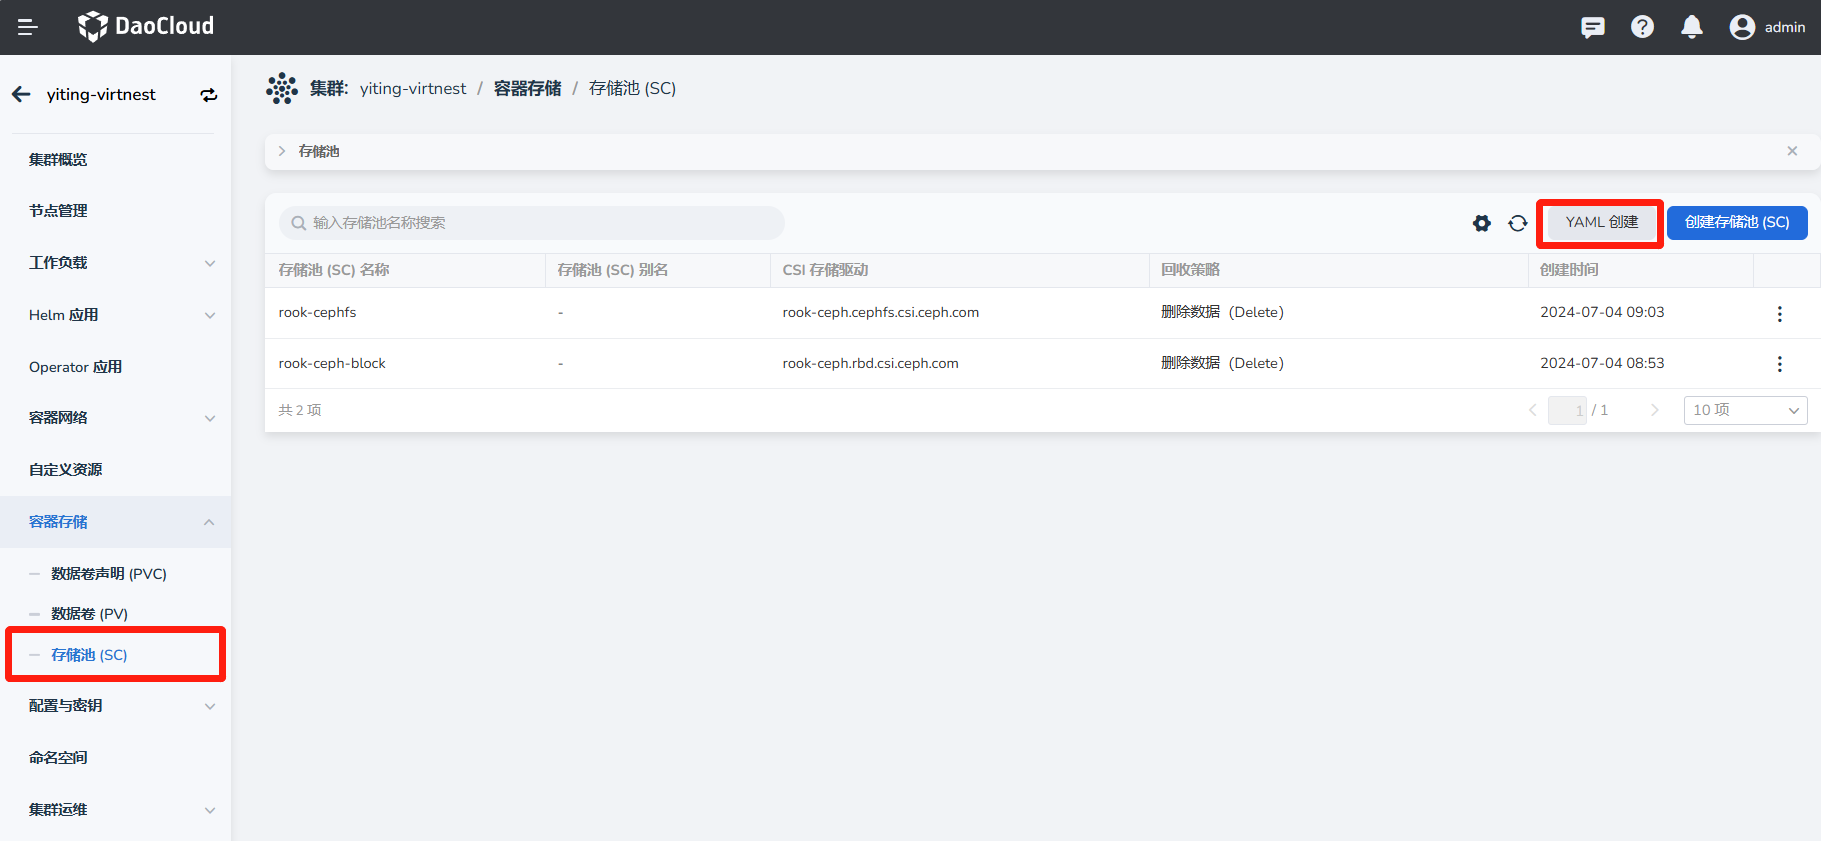 DaoCloud
admin
yiting-virtnest
集群概览
节点管理
工作负载
Helm 应用
Operator 应用
容器网络
自定义资源
容器存储
数据卷声明 (PVC)
数据卷 (PV)
存储池 (SC)
配置与密钥
命名空间
集群运维
集群: yiting-virtnest / 容器存储 / 存储池 (SC)
存储池
输入存储池名称搜索
YAML 创建
创建存储池 (SC)
存储池 (SC) 名称 存储池 (SC) 别名 CSI 存储驱动 回收策略 创建时间
rook-cephfs - rook-ceph.cephfs.csi.ceph.com 删除数据（Delete） 2024-07-04 09:03
rook-ceph-block - rook-ceph.rbd.csi.ceph.com 删除数据（Delete） 2024-07-04 08:53
共 2 项 1 / 1 10 项